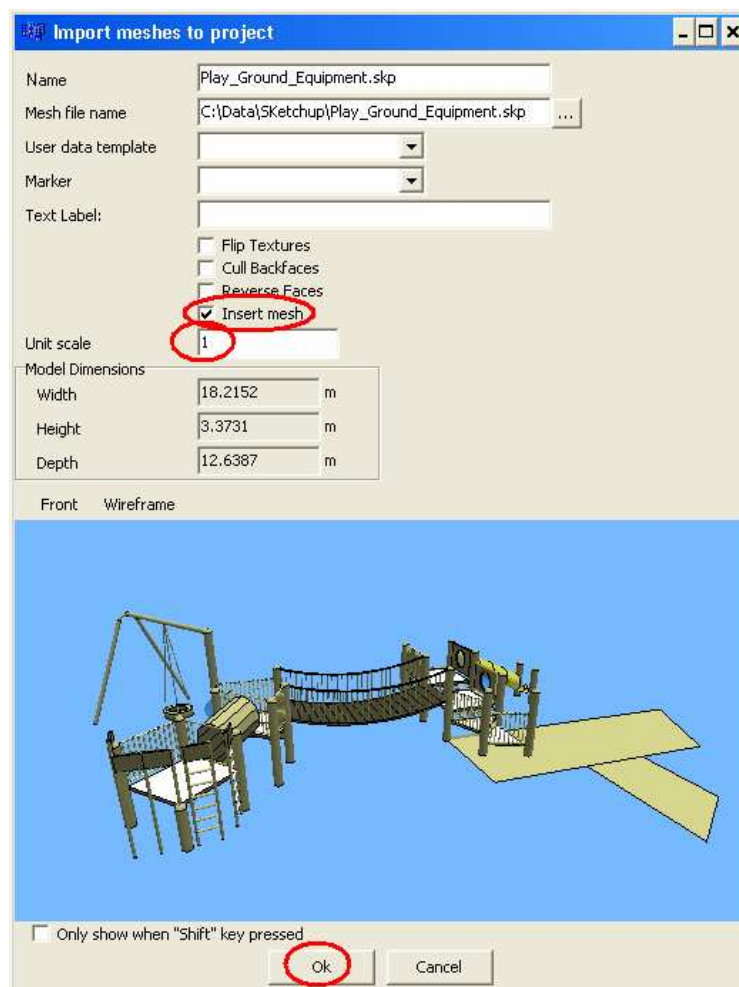 Import meshes to project
Name Play_Ground_Equipment.skp
Mesh file name C:\Data\SKetchup\Play_Ground_Equipment.skp ...
User data template
Marker
Text Label:
Flip Textures
Cull Backfaces
Reverse Faces
Insert mesh
Unit scale 1
Model Dimensions
Width 18.2152 m
Height 3.3731 m
Depth 12.6387 m
Front Wireframe
Only show when "Shift" key pressed
Ok Cancel